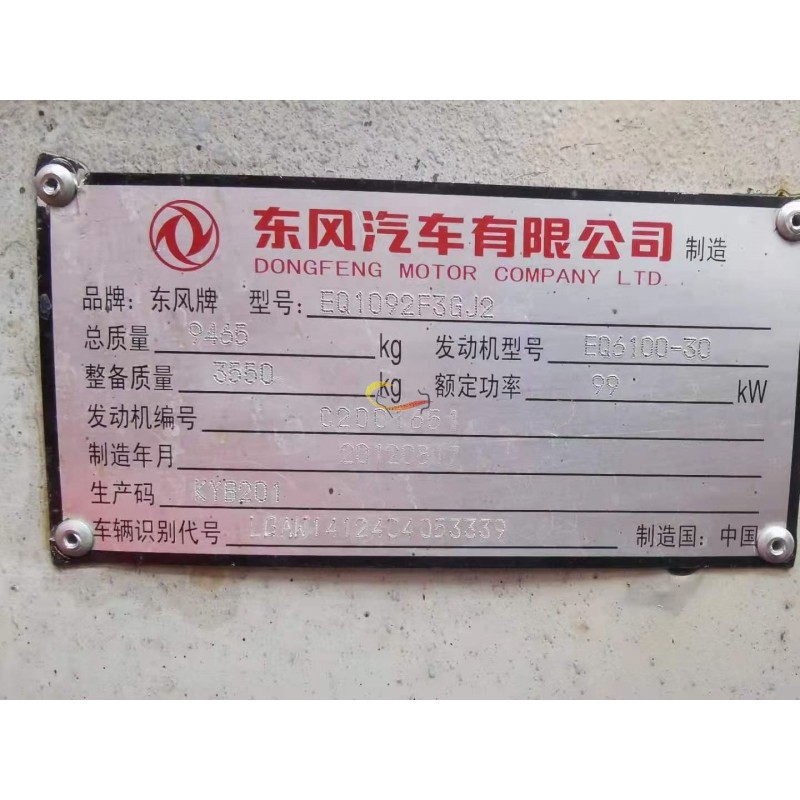 东风汽车有限公司 制造
DONGFENG MOTOR COMPANY LTD.
品牌: 东风牌 型号: EQ1092F3GJ2
总质量 9465 kg 发动机型号 EQ6100-30
整备质量 3550 kg 额定功率 99 kW
发动机编号
制造年月
生产码 KYB201
车辆识别代号 制造国: 中国